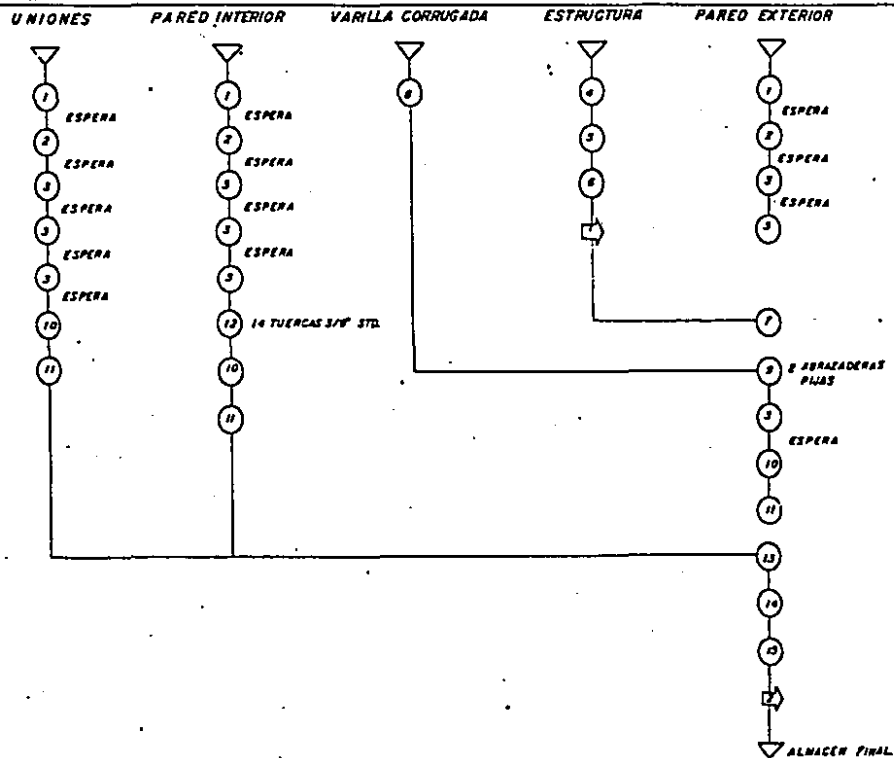 UNIONES PARED INTERIOR VARILLA CORRUGADA ESTRUCTURA PARED EXTERIOR
1 1 6 4 1
ESPERA ESPERA ESPERA
2 2 5 2
ESPERA ESPERA ESPERA
3 3 6 3
ESPERA ESPERA ESPERA
3 3 3
ESPERA ESPERA
3 3
ESPERA
10 12 14 TUERCAS 3/8" STD. 7
11 10 9 2 ABRAZADERAS
PIJAS
11 3
ESPERA
10
11
13
14
15
2
ALMACEN FINAL